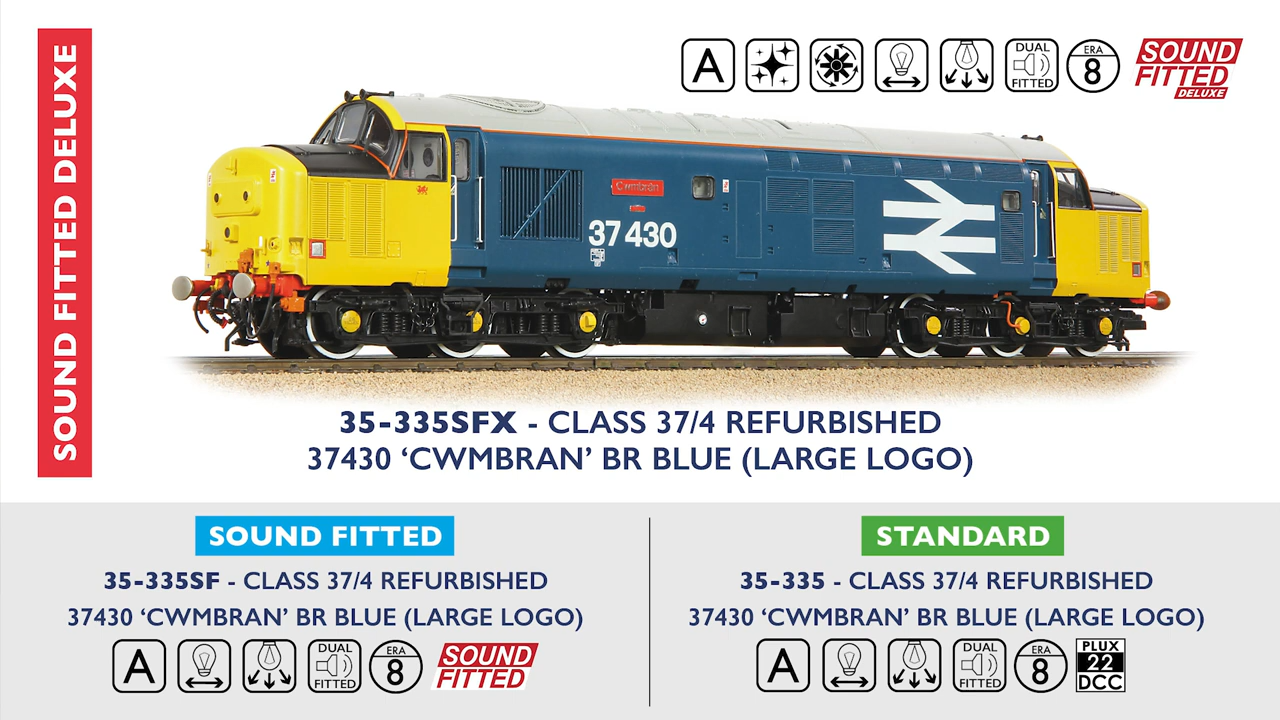 SOUND FITTED DELUXE
A
DUAL
FITTED
ERA
8
SOUND
FITTED
DELUXE
Cwmbrân
37 430
35-335SFX - CLASS 37/4 REFURBISHED
37430 ‘CWMBRAN’ BR BLUE (LARGE LOGO)
SOUND FITTED
35-335SF - CLASS 37/4 REFURBISHED
37430 ‘CWMBRAN’ BR BLUE (LARGE LOGO)
A
DUAL
FITTED
ERA
8
SOUND
FITTED
STANDARD
35-335 - CLASS 37/4 REFURBISHED
37430 ‘CWMBRAN’ BR BLUE (LARGE LOGO)
A
DUAL
FITTED
ERA
8
PLUX
22
DCC